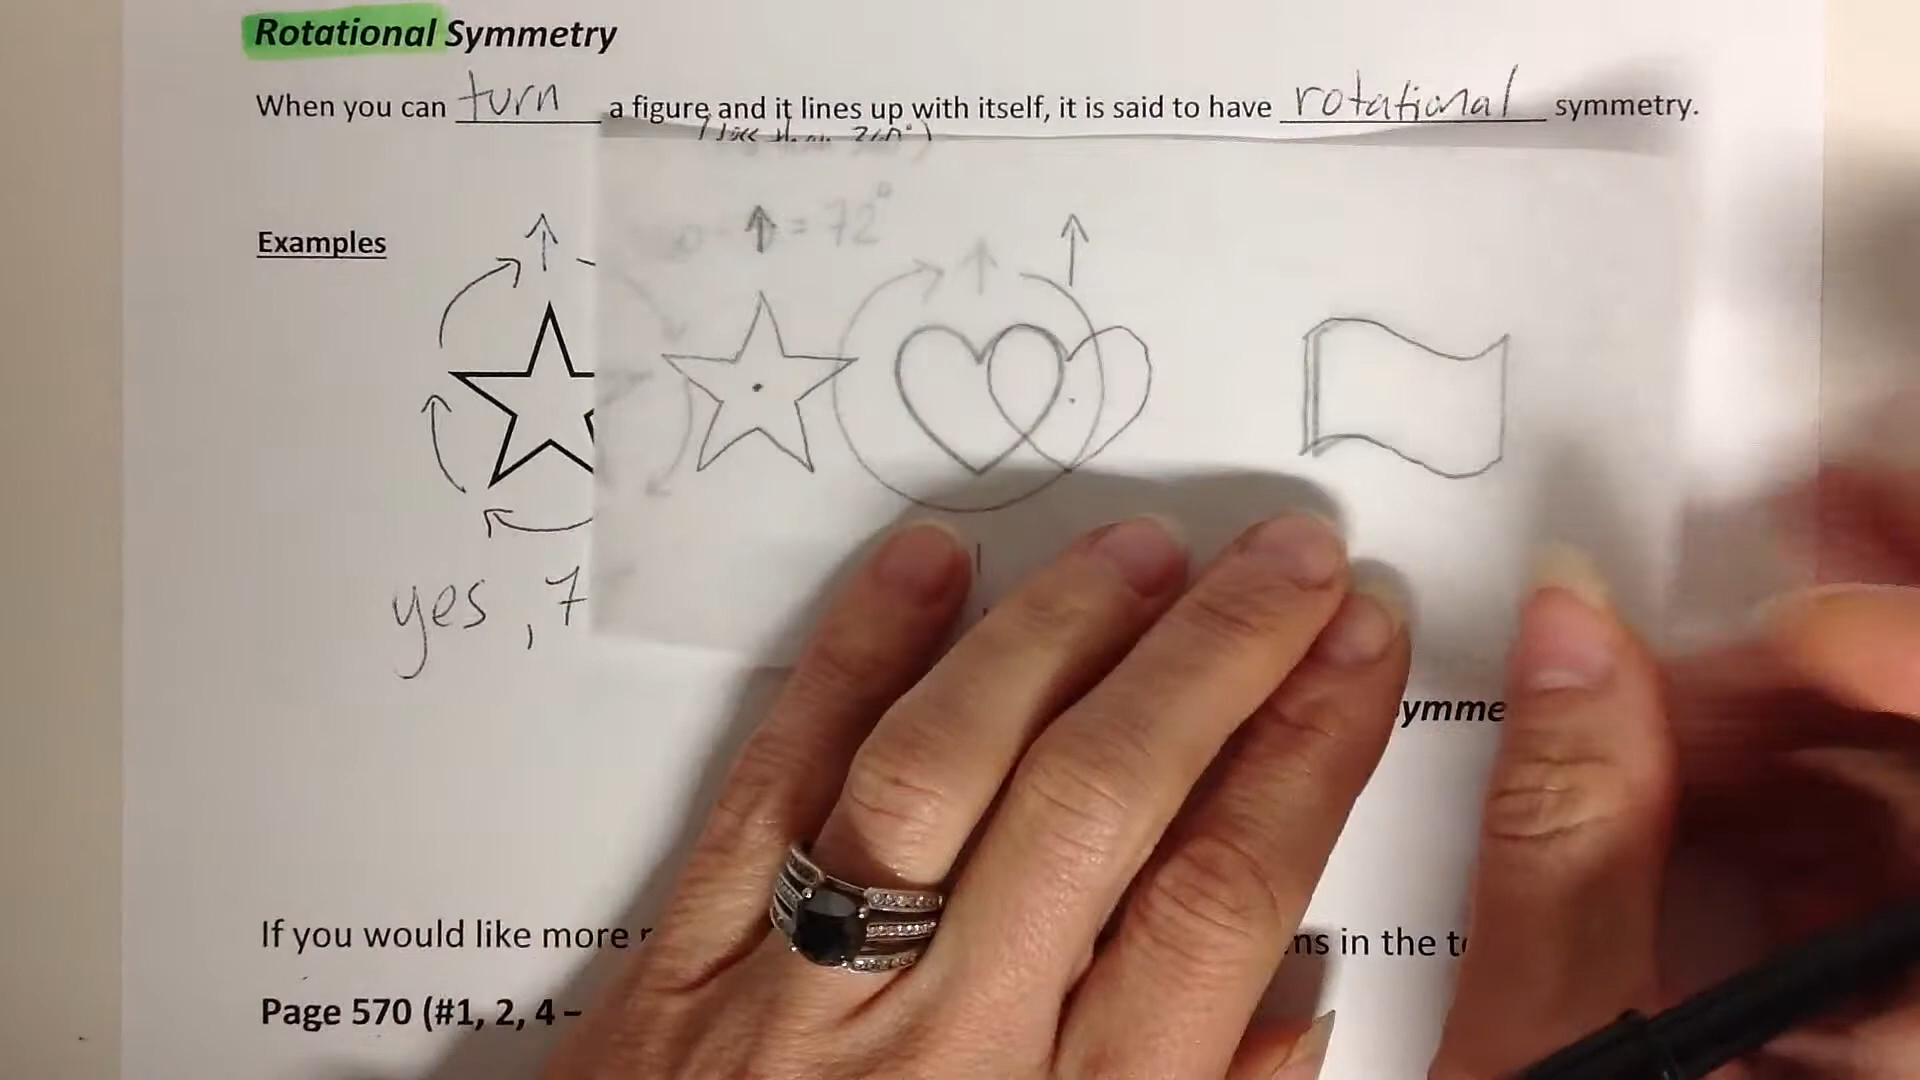 Rotational Symmetry
When you can turn a figure and it lines up with itself, it is said to have rotational symmetry.
= 72°
Examples
yes, 7
ymme
If you would like more
ns in the
Page 570 (#1, 2, 4 –